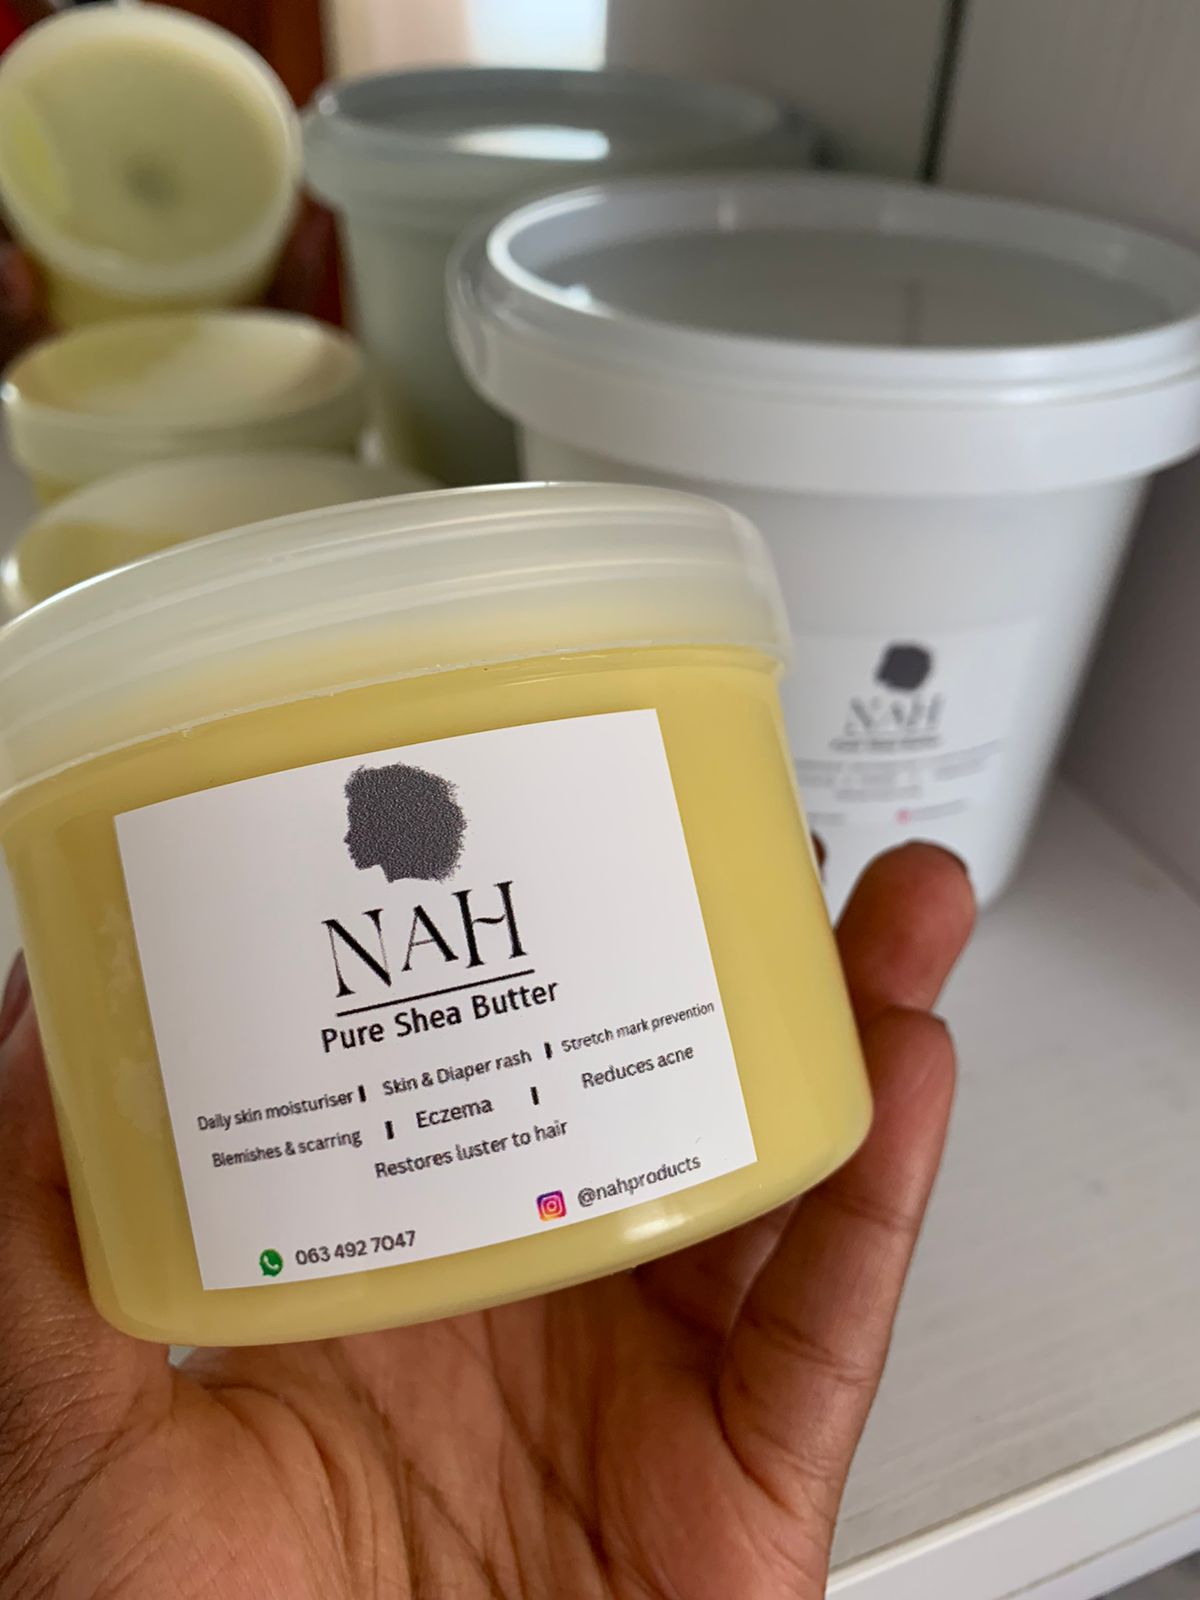 NAH
Pure Shea Butter
Daily skin moisturiser | Skin & Diaper rash | Stretch mark prevention
Blemishes & scarring | Eczema | Reduces acne
Restores luster to hair
063 492 7047 @nahproducts
NAH